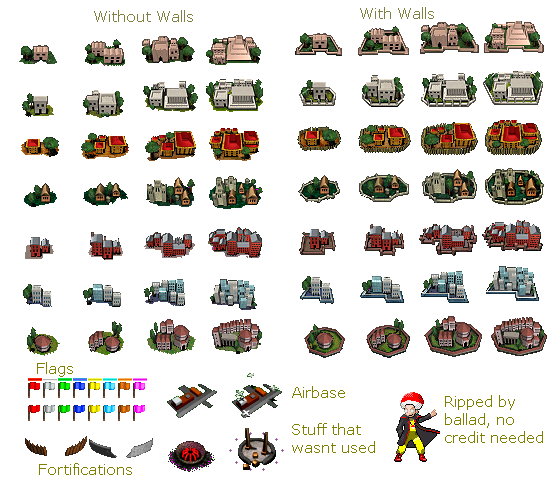 Without Walls
With Walls
Flags
Airbase
Stuff that
wasnt used
Ripped by
ballad, no
credit needed
Fortifications